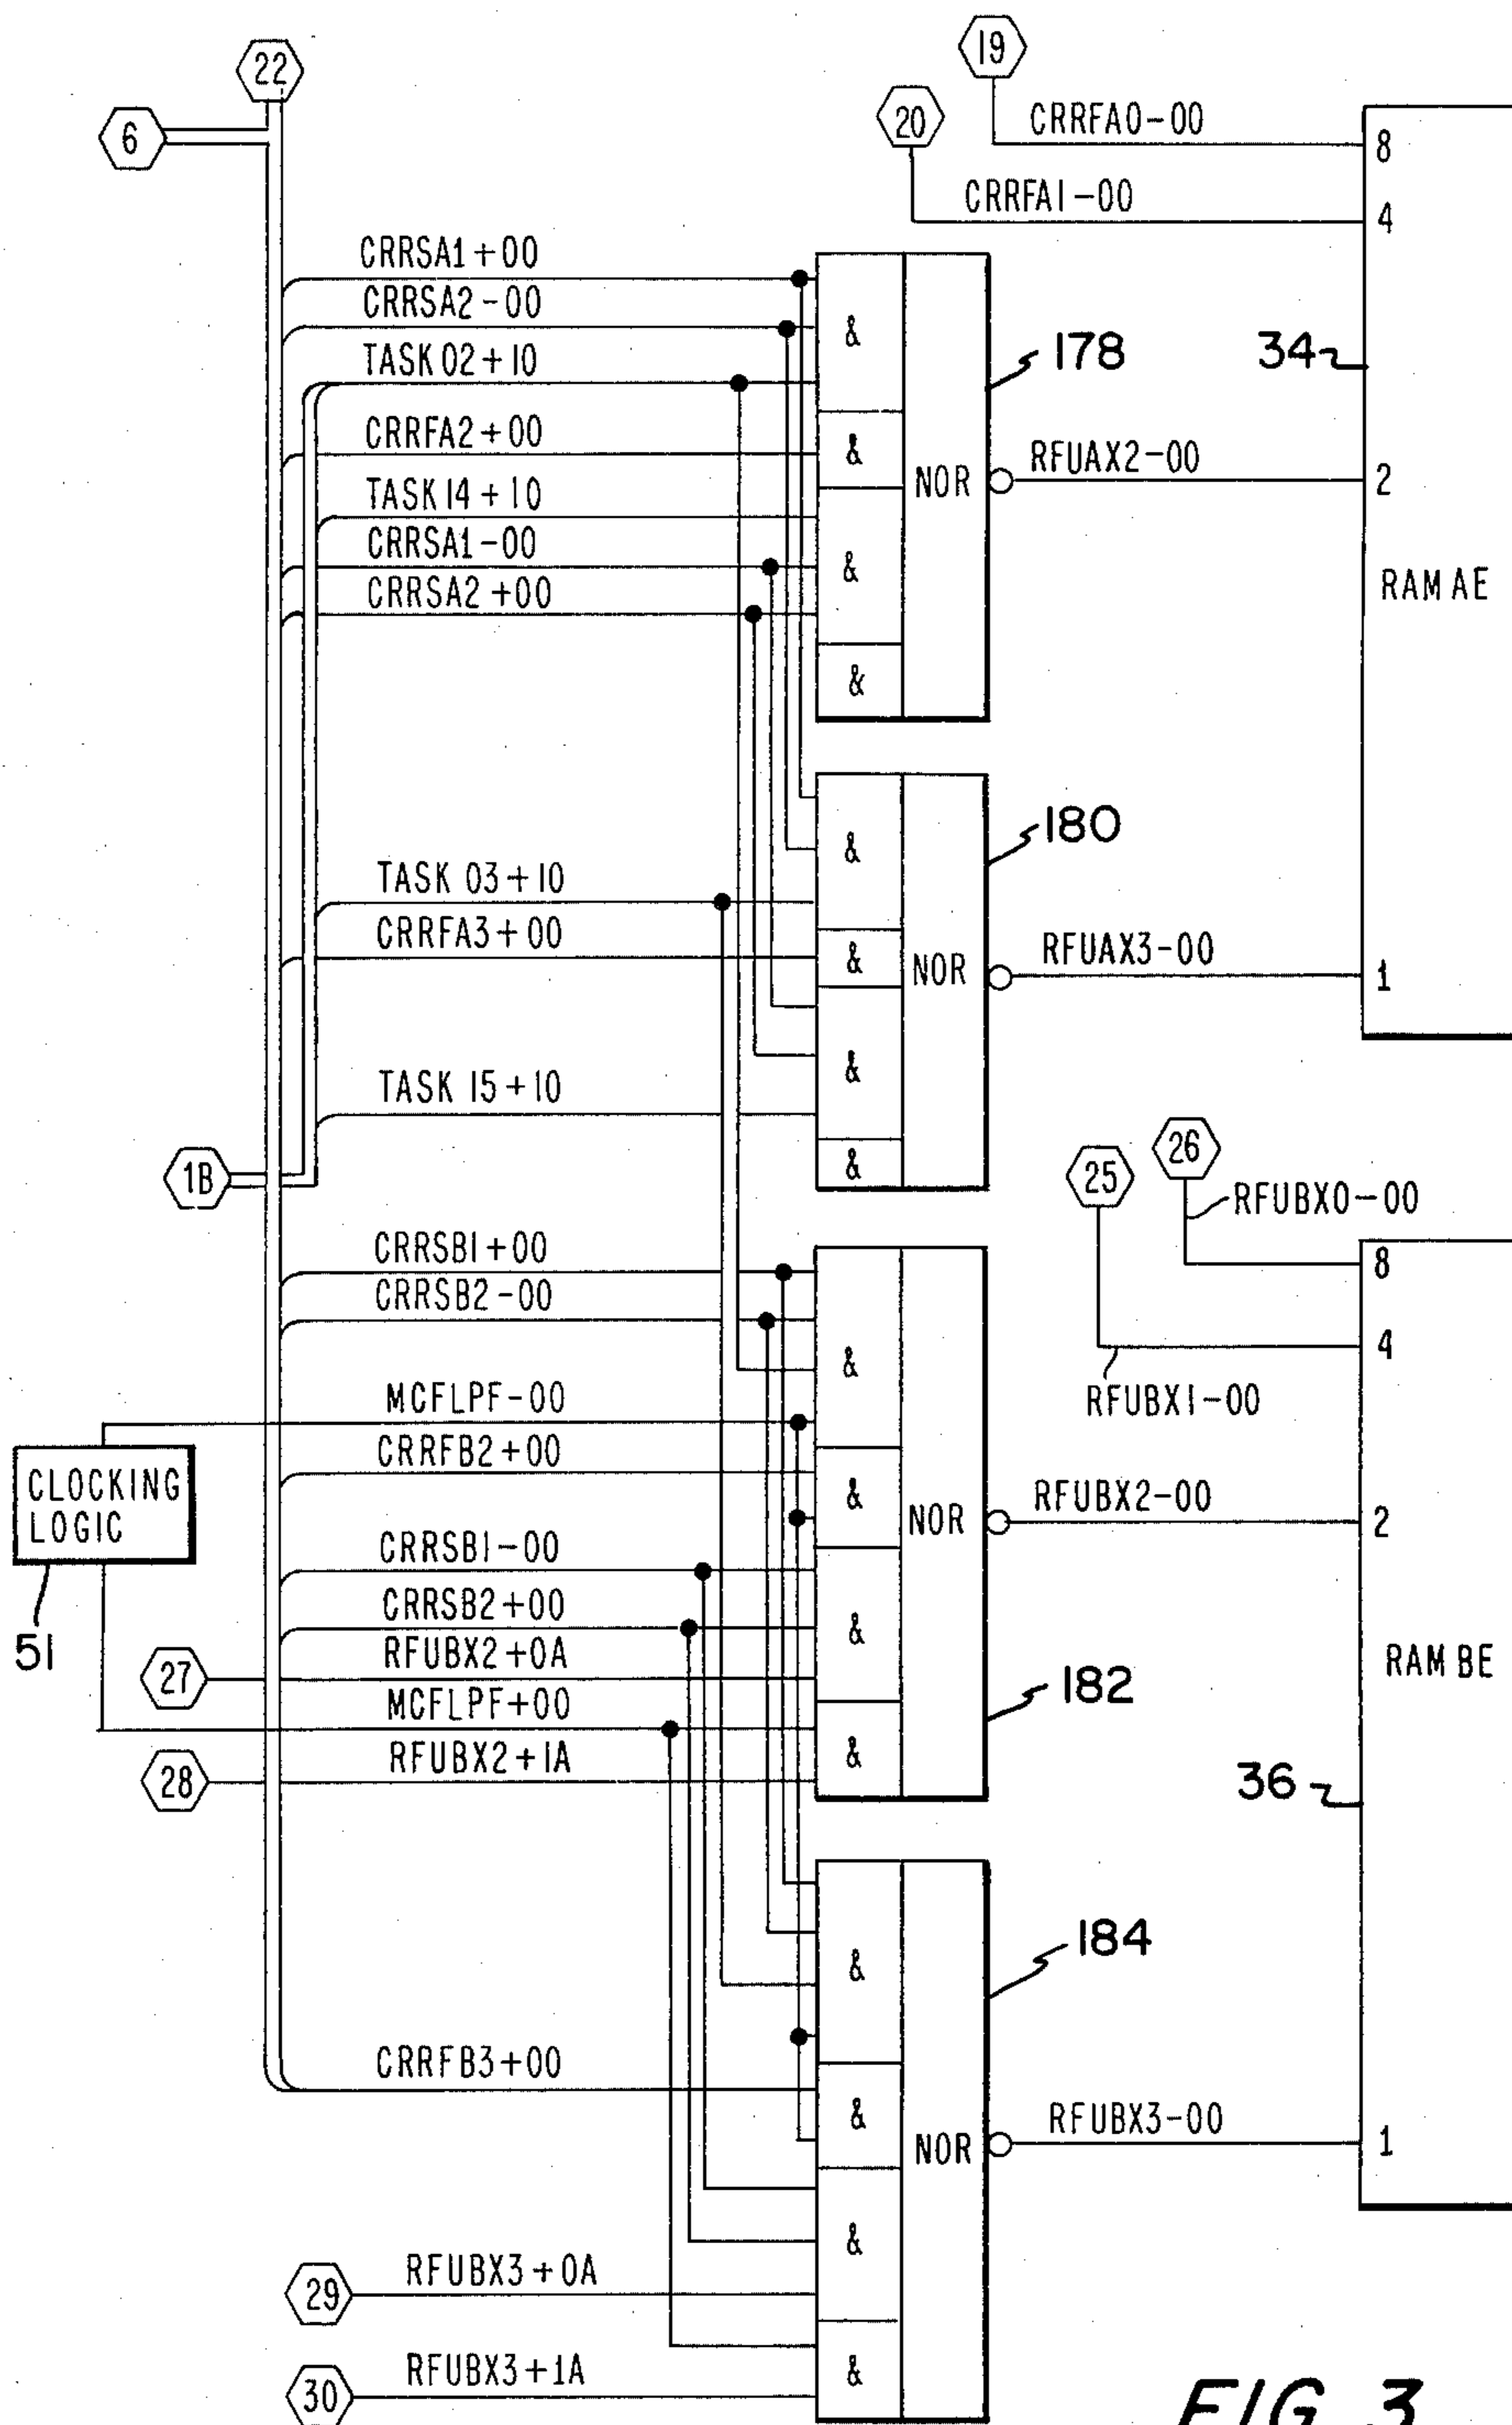 22
19
6
20
CRRFA0-00
8
CRRFA1-00
4
CRRSA1+00
CRRSA2-00
TASK 02+10
CRRFA2+00
TASK 14+10
CRRSA1-00
CRRSA2+00
&
&
&
&
NOR
178
RFUAX2-00
34
2
RAM AE
TASK 03+10
CRRFA3+00
TASK 15+10
&
&
&
&
NOR
180
RFUAX3-00
1
1B
25
26
RFUBX0-00
8
4
RFUBX1-00
CRRSB1+00
CRRSB2-00
MCFLPF-00
CRRFB2+00
CLOCKING
LOGIC
51
CRRSB1-00
CRRSB2+00
27
RFUBX2+0A
MCFLPF+00
28
RFUBX2+1A
&
&
&
&
NOR
182
RFUBX2-00
2
RAM BE
36
CRRFB3+00
29
RFUBX3+0A
30
RFUBX3+1A
&
&
&
&
NOR
184
RFUBX3-00
1
FIG. 3